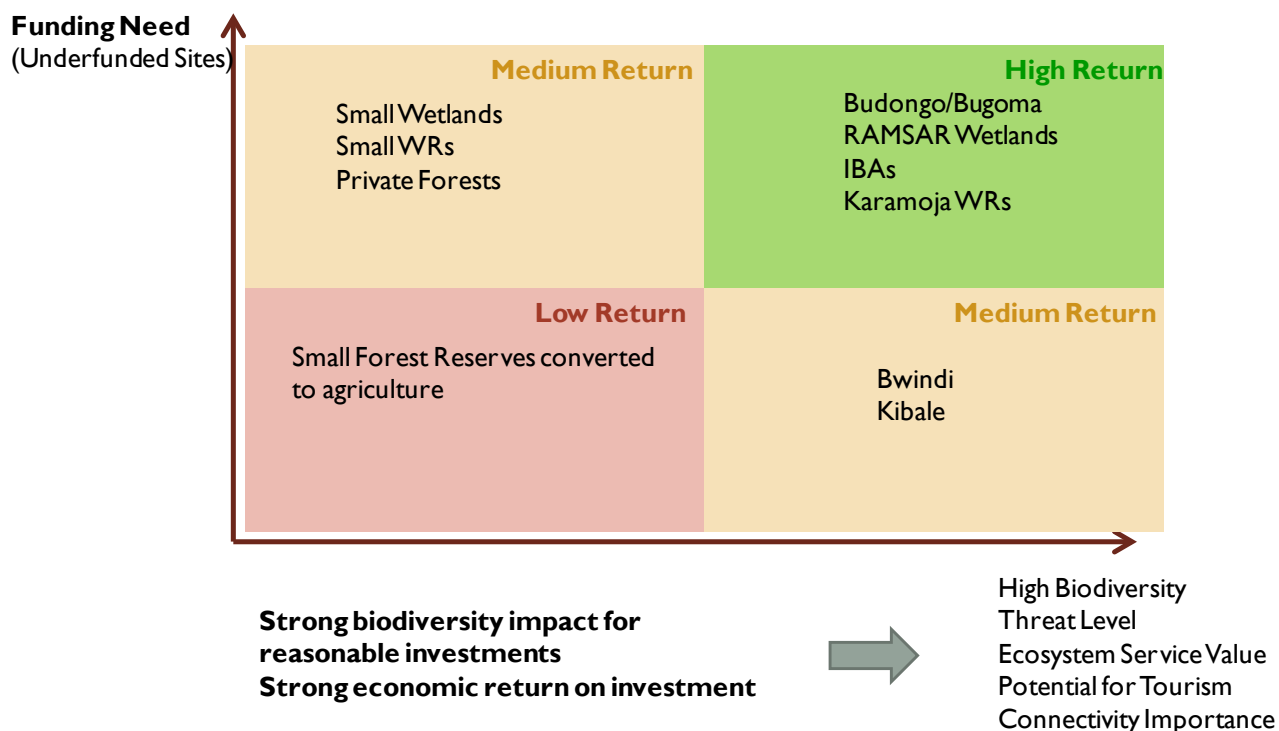 Funding Need
(Underfunded Sites)
Medium Return
Small Wetlands
Small WRs
Private Forests
High Return
Budongo/Bugoma
RAMSAR Wetlands
IBAs
Karamoja WRs
Low Return
Small Forest Reserves converted
to agriculture
Medium Return
Bwindi
Kibale
Strong biodiversity impact for
reasonable investments
Strong economic return on investment
High Biodiversity
Threat Level
Ecosystem Service Value
Potential for Tourism
Connectivity Importance